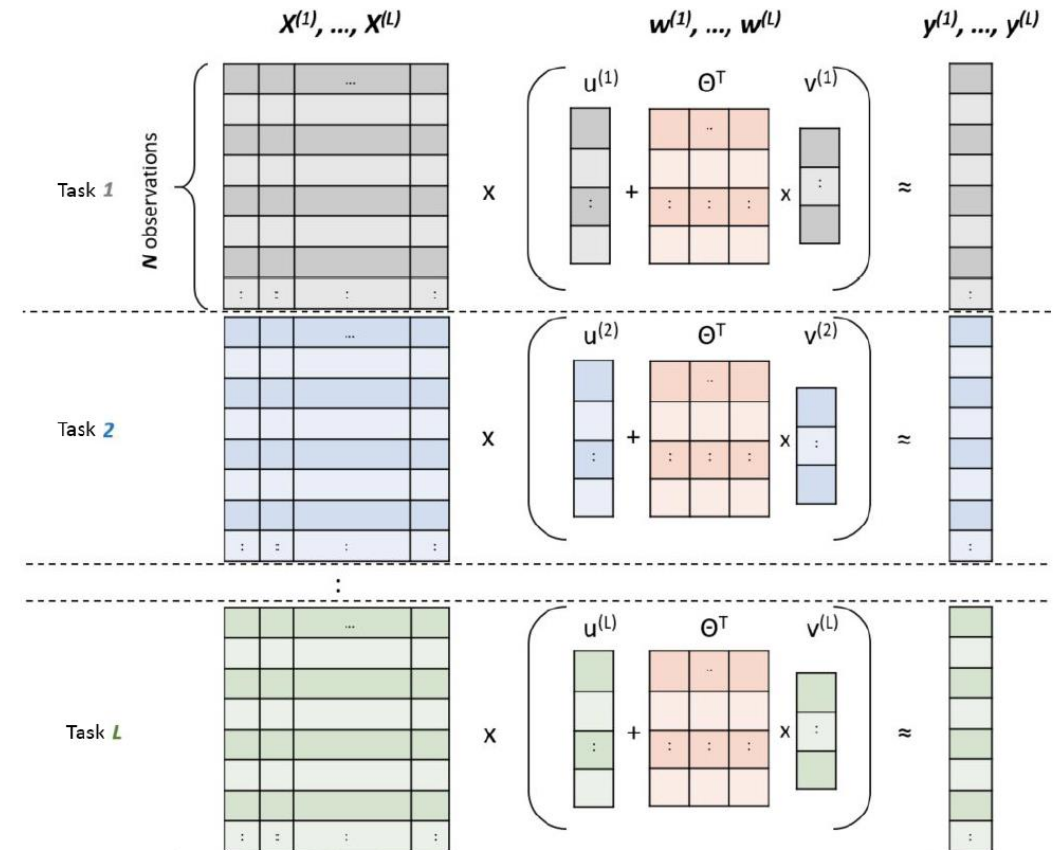 X(1), ..., X(L) w(1), ..., w(L) y(1), ..., y(L)
u(1) Θᵀ v(1)
...
..
N observations
Task 1
x
+
x
≈
:
: : :
:
: :: : :
:
u(2) Θᵀ v(2)
...
..
Task 2
x
+
x
≈
:
: : :
:
: :: : :
:
:
u(L) Θᵀ v(L)
...
..
Task L
x
+
x
≈
:
: : :
:
: :: : :
: